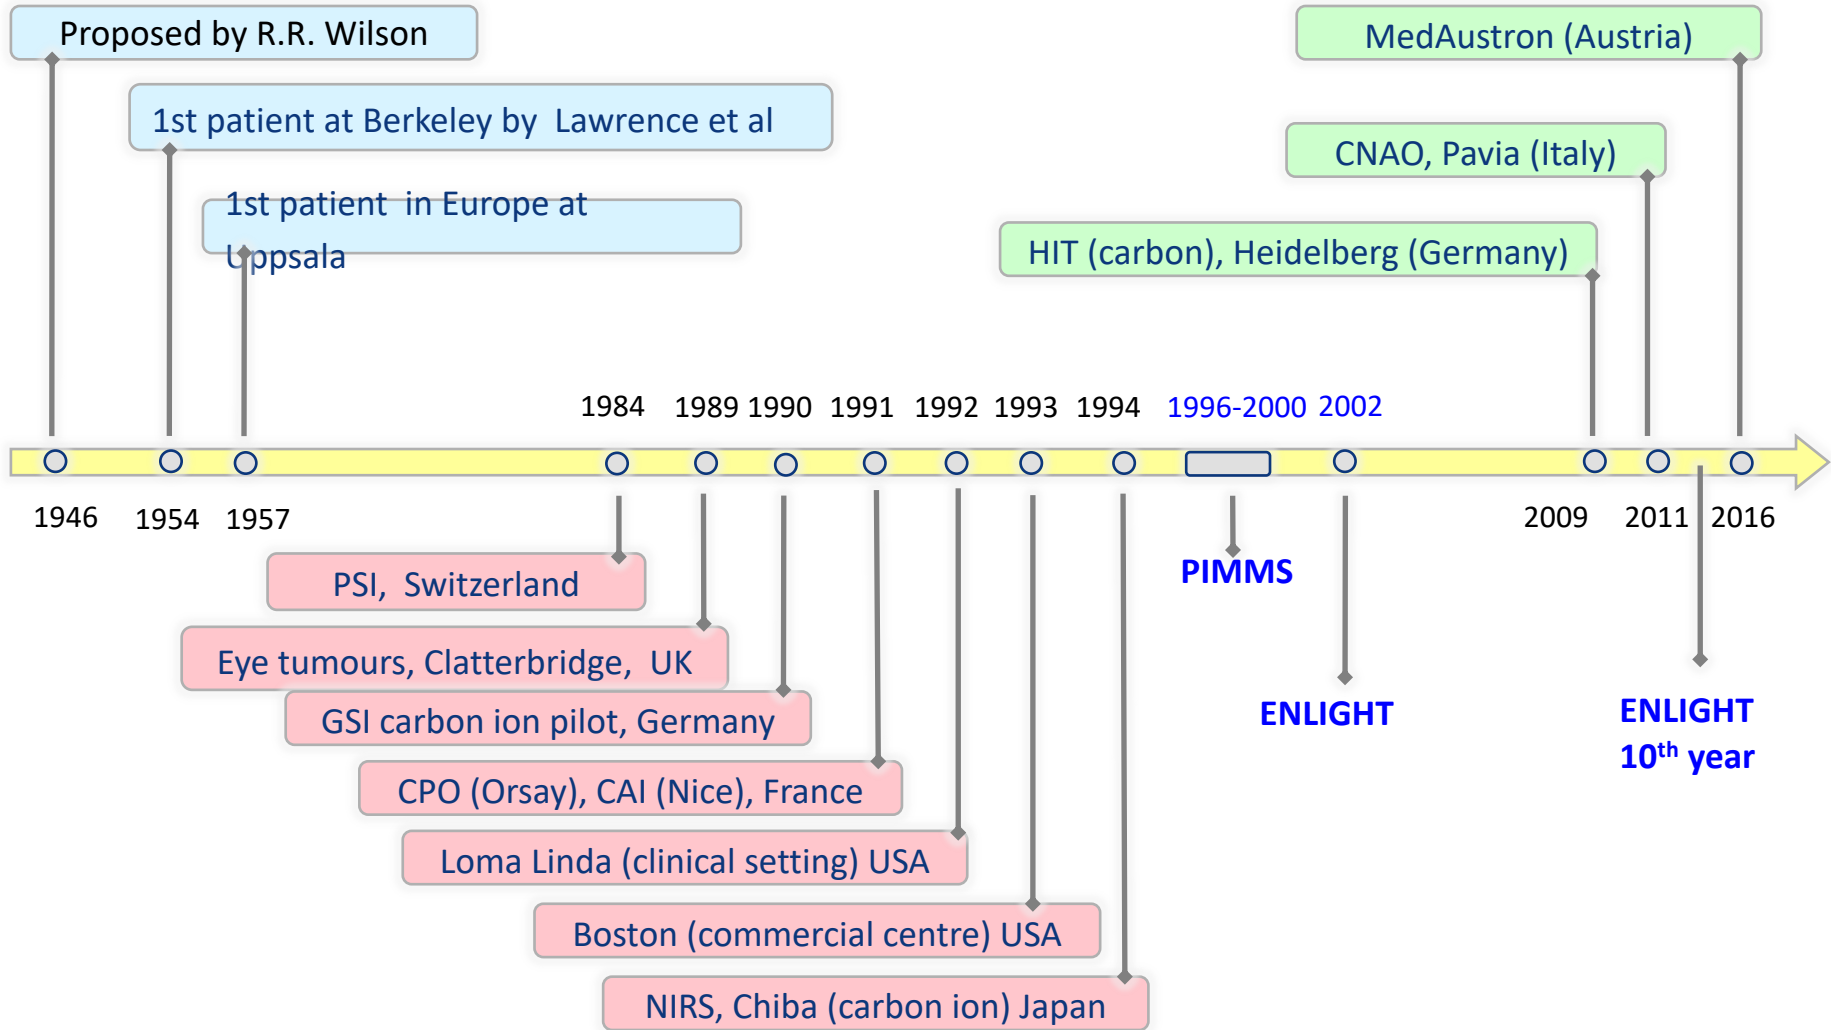 Proposed by R.R. Wilson
MedAustron (Austria)
1st patient at Berkeley by Lawrence et al
CNAO, Pavia (Italy)
1st patient in Europe at
Uppsala
HIT (carbon), Heidelberg (Germany)
1984 1989 1990 1991 1992 1993 1994 1996-2000 2002
1946 1954 1957 2009 2011 2016
PSI, Switzerland
PIMMS
Eye tumours, Clatterbridge, UK
GSI carbon ion pilot, Germany
ENLIGHT
ENLIGHT
10th year
CPO (Orsay), CAI (Nice), France
Loma Linda (clinical setting) USA
Boston (commercial centre) USA
NIRS, Chiba (carbon ion) Japan